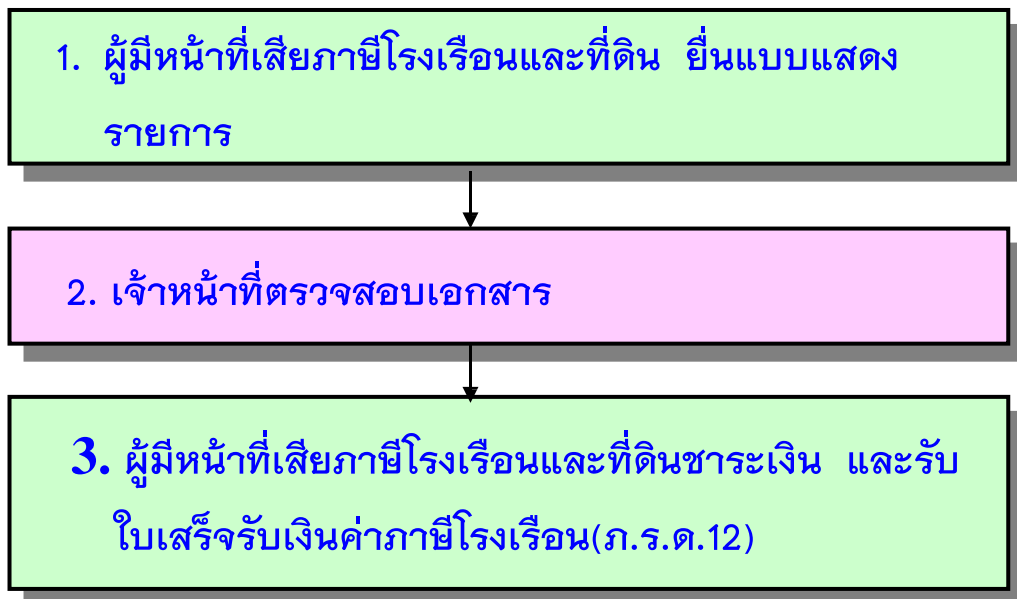 1. ผู้มีหน้าที่เสียภาษีโรงเรือนและที่ดิน ยื่นแบบแสดง
รายการ
2. เจ้าหน้าที่ตรวจสอบเอกสาร
3. ผู้มีหน้าที่เสียภาษีโรงเรือนและที่ดินชาระเงิน และรับ
ใบเสร็จรับเงินค่าภาษีโรงเรือน(ภ.ร.ด.12)